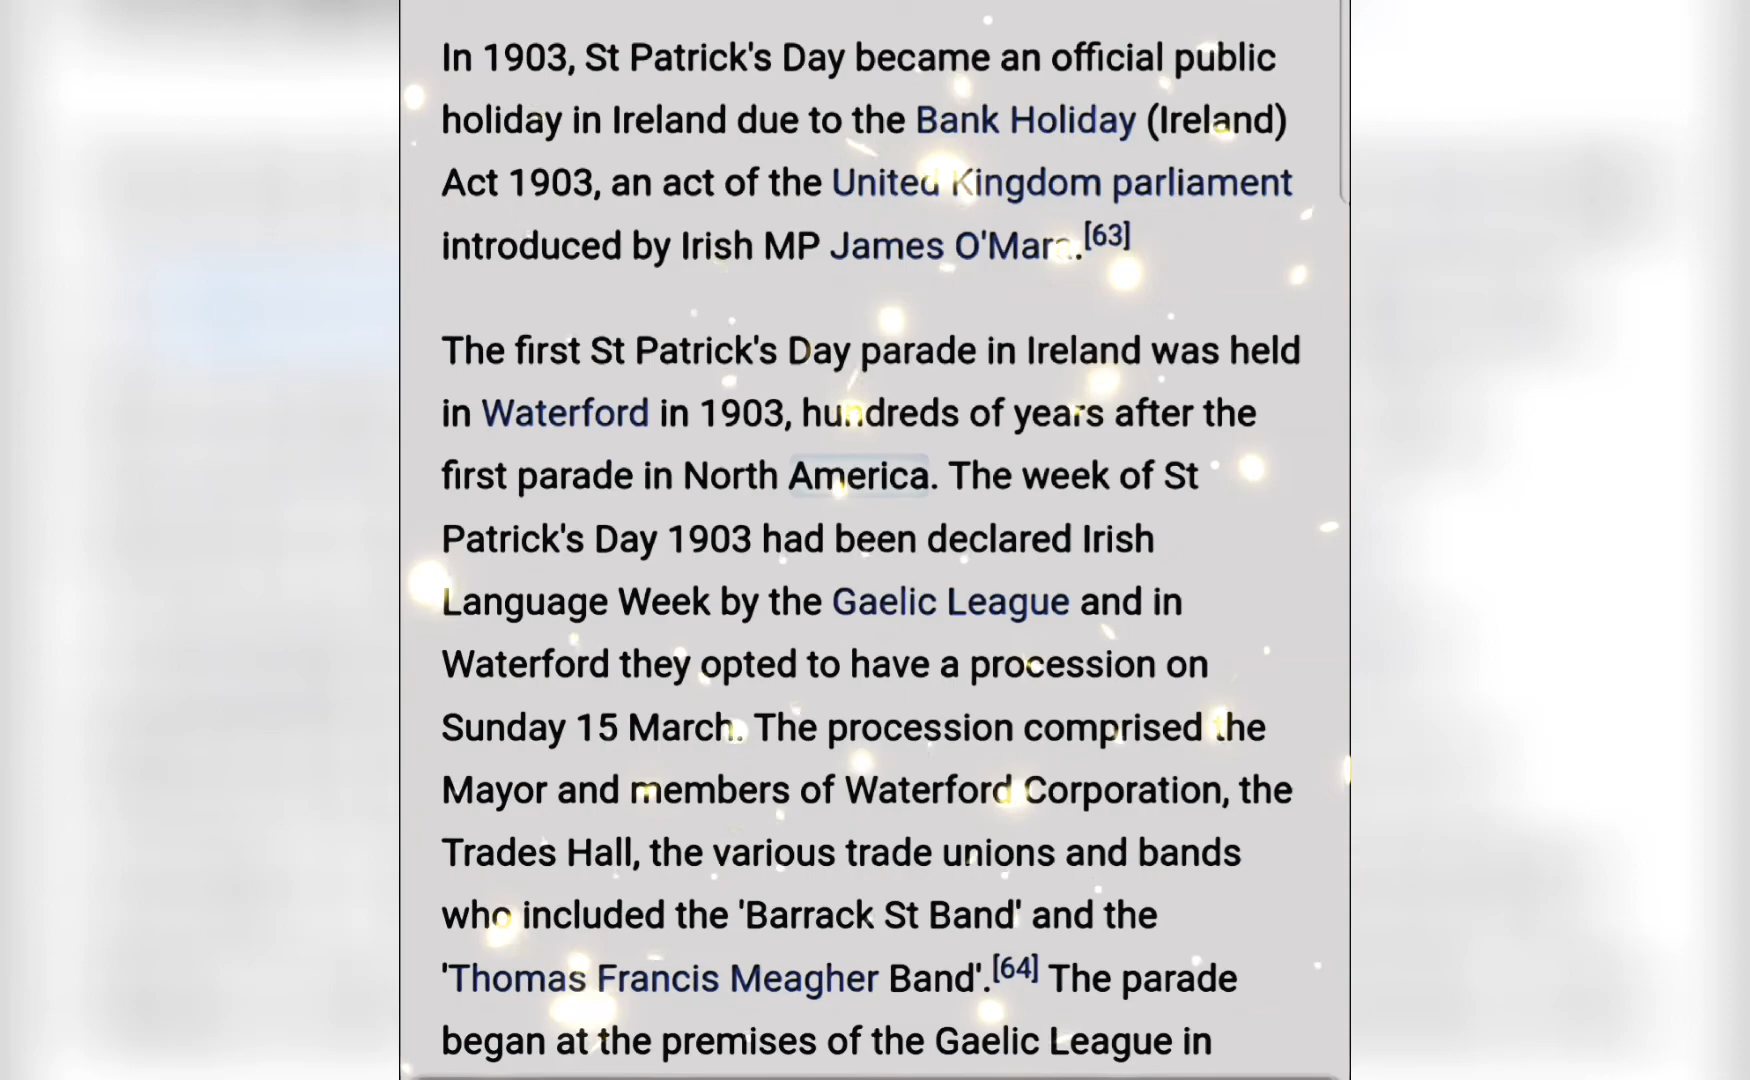 In 1903, St Patrick's Day became an official public
holiday in Ireland due to the Bank Holiday (Ireland)
Act 1903, an act of the United Kingdom parliament
introduced by Irish MP James O'Mara.[63]
The first St Patrick's Day parade in Ireland was held
in Waterford in 1903, hundreds of years after the
first parade in North America. The week of St
Patrick's Day 1903 had been declared Irish
Language Week by the Gaelic League and in
Waterford they opted to have a procession on
Sunday 15 March. The procession comprised the
Mayor and members of Waterford Corporation, the
Trades Hall, the various trade unions and bands
who included the 'Barrack St Band' and the
'Thomas Francis Meagher Band'.[64] The parade
began at the premises of the Gaelic League in